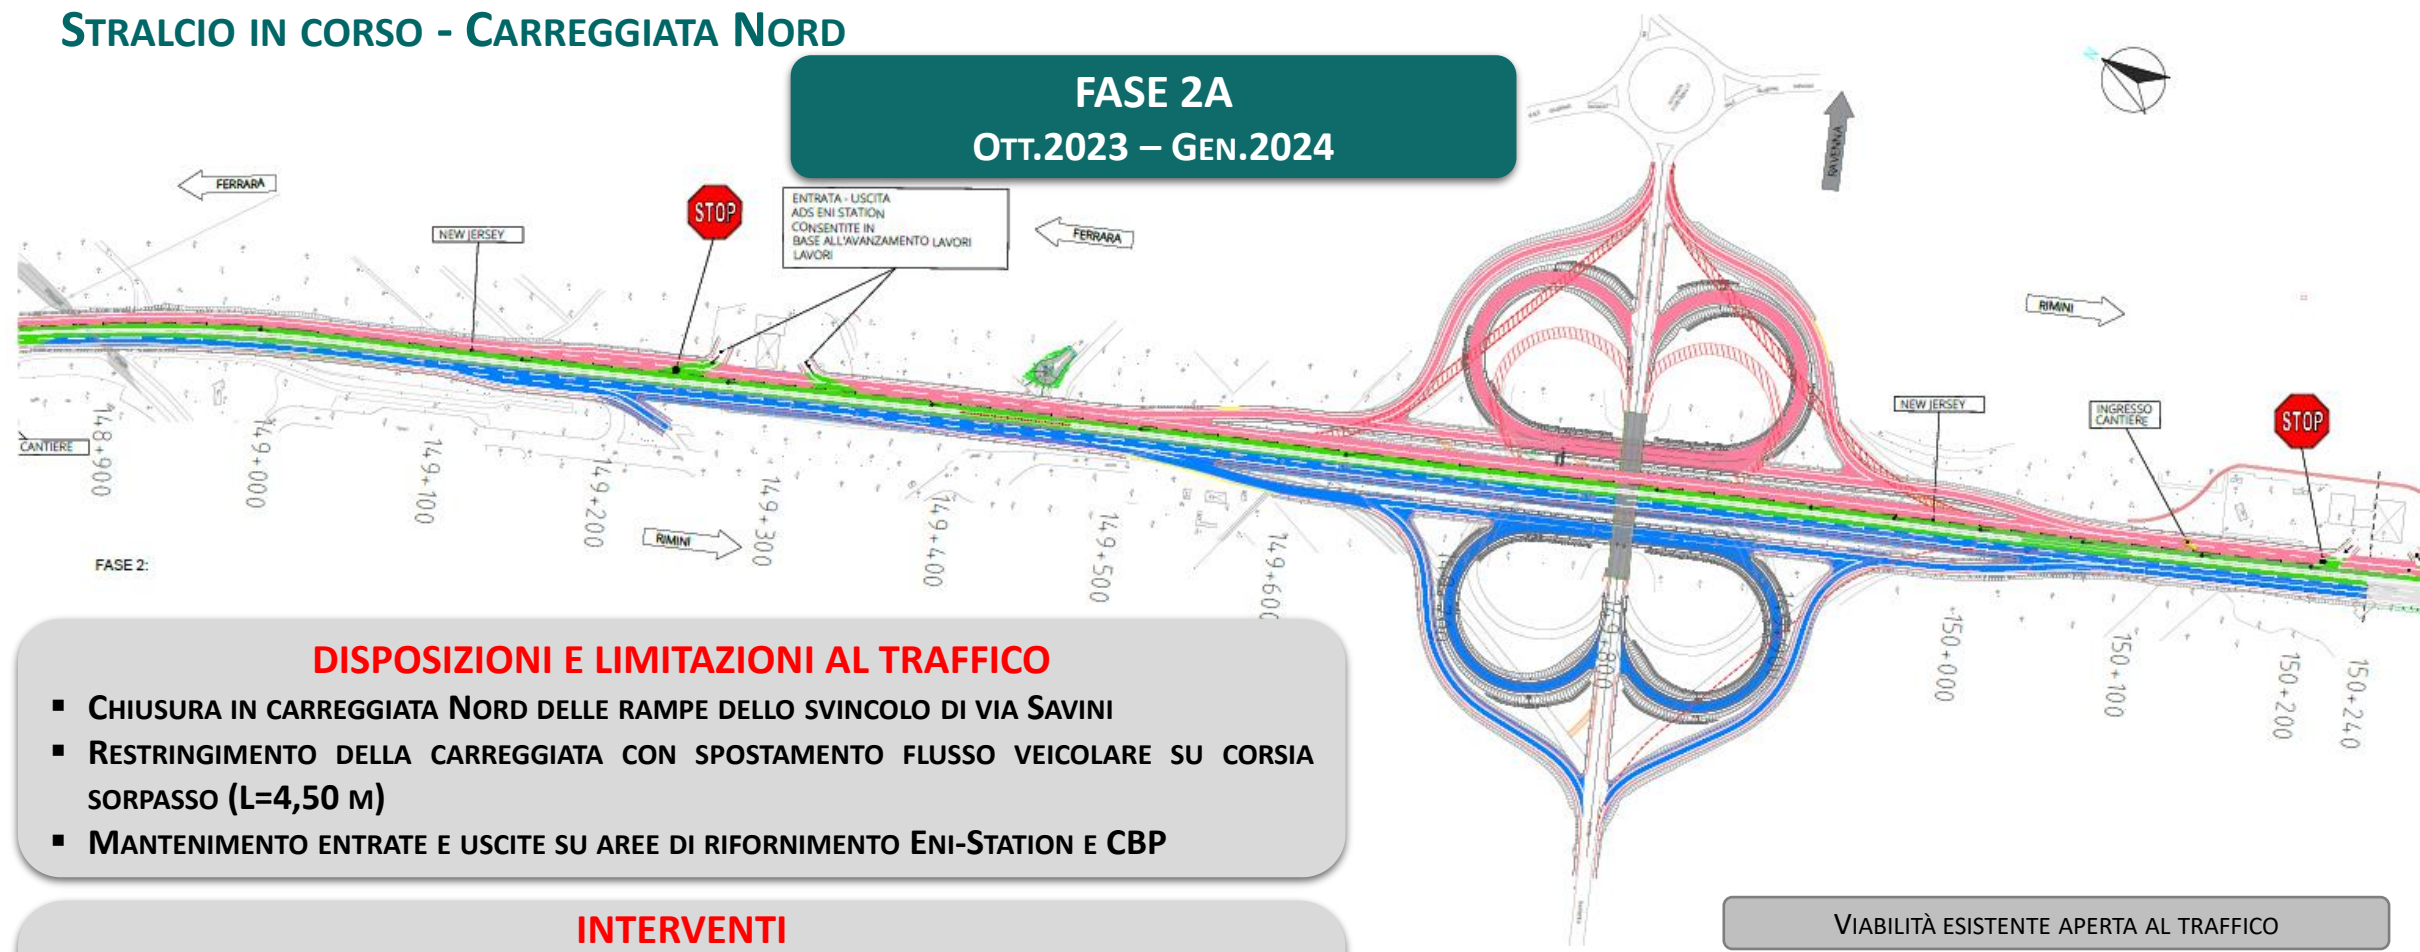 STRALCIO IN CORSO - CARREGGIATA NORD
FASE 2A
OTT.2023 – GEN.2024
N
RAVENNA
FERRARA
STOP
ENTRATA - USCITA
ADS ENI STATION
CONSENTITE IN
BASE ALL'AVANZAMENTO LAVORI
LAVORI
FERRARA
NEW JERSEY
RIMINI
NEW JERSEY
INGRESSO
CANTIERE
STOP
CANTIERE
148+900
149+000
149+100
149+200
149+300
149+400
149+500
149+600
149+800
150+000
150+100
150+200
150+240
RIMINI
FASE 2:
DISPOSIZIONI E LIMITAZIONI AL TRAFFICO
▪ CHIUSURA IN CARREGGIATA NORD DELLE RAMPE DELLO SVINCOLO DI VIA SAVINI
▪ RESTRINGIMENTO DELLA CARREGGIATA CON SPOSTAMENTO FLUSSO VEICOLARE SU CORSIA
SORPASSO (L=4,50 M)
▪ MANTENIMENTO ENTRATE E USCITE SU AREE DI RIFORNIMENTO ENI-STATION E CBP
INTERVENTI
VIABILITÀ ESISTENTE APERTA AL TRAFFICO